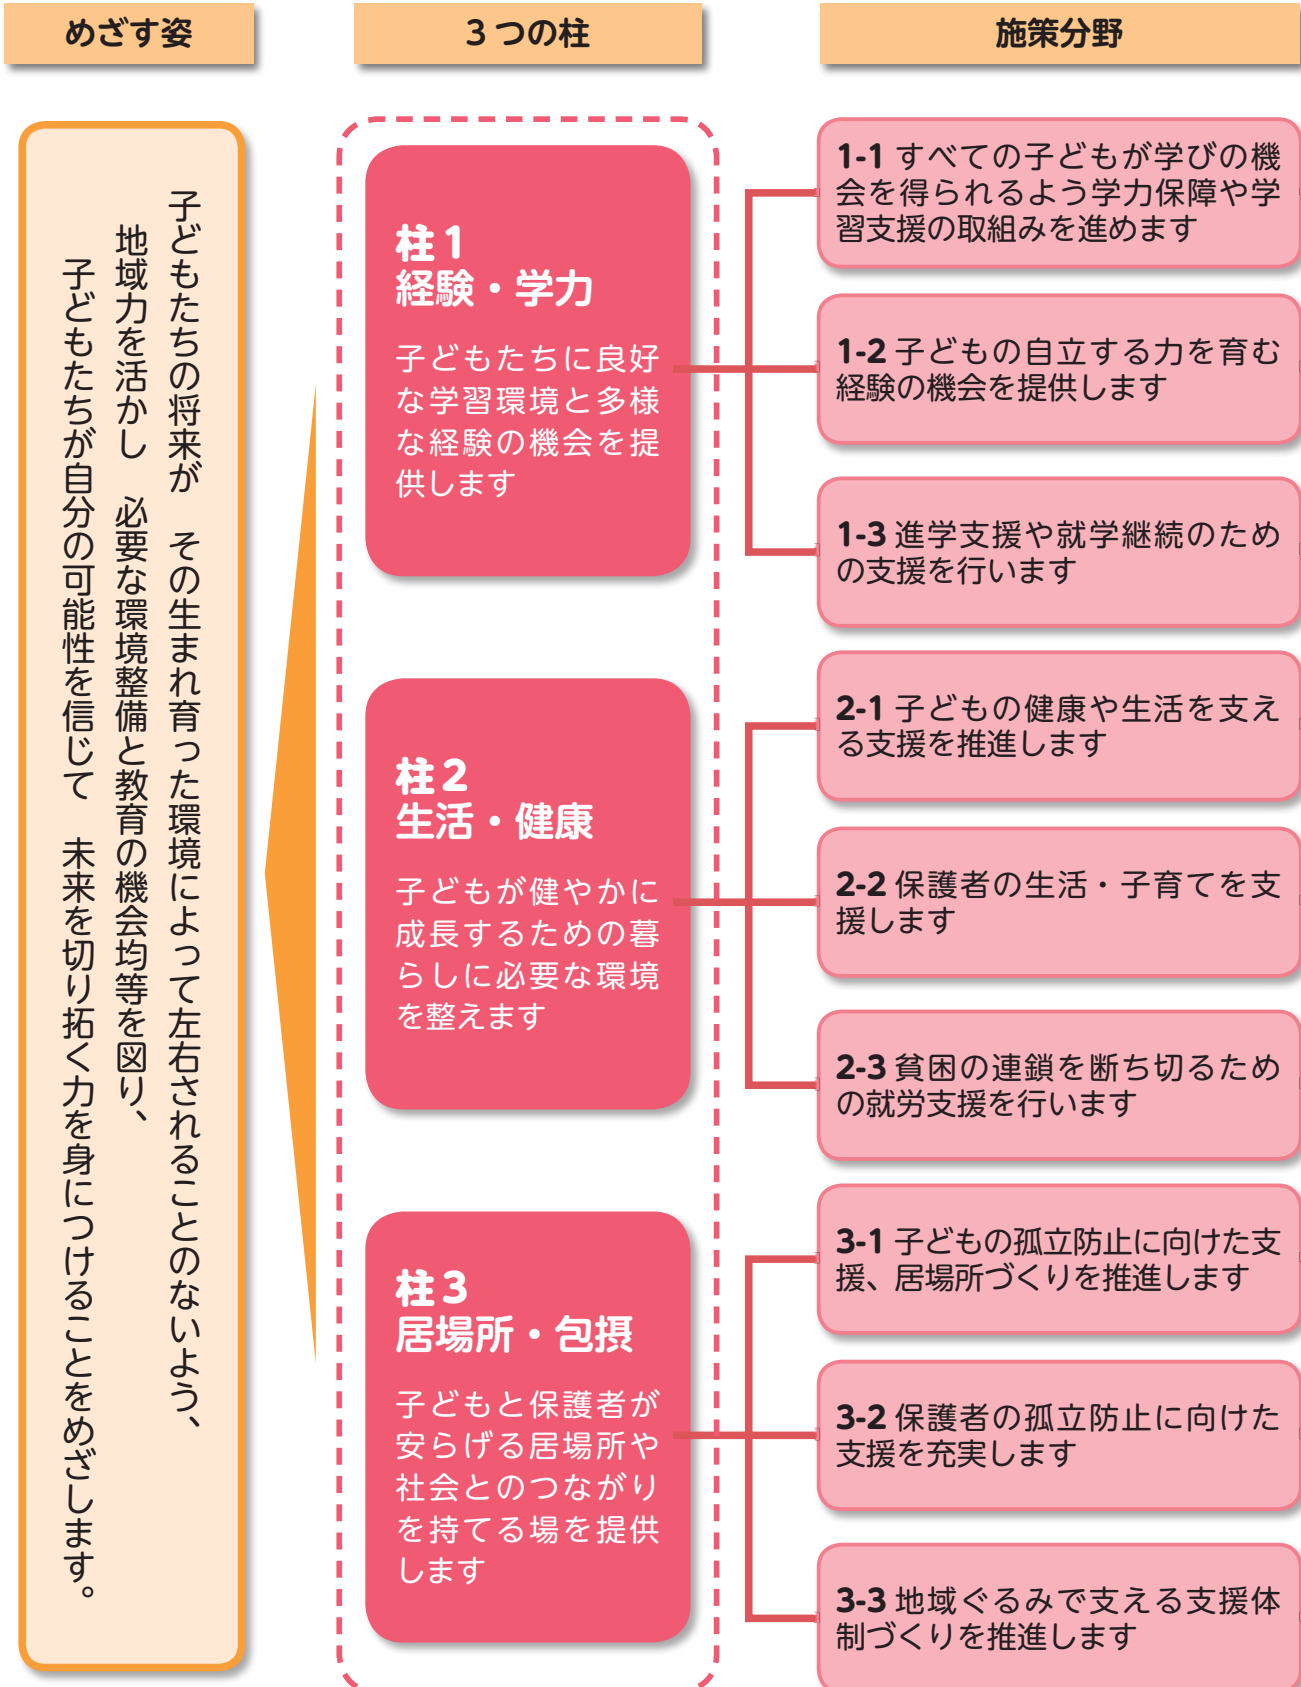 めざす姿
3つの柱
施策分野
子どもたちの将来が　その生まれ育った環境によって左右されることのないよう、
地域力を活かし　必要な環境整備と教育の機会均等を図り、
子どもたちが自分の可能性を信じて　未来を切り拓く力を身につけることをめざします。
柱1
経験・学力
子どもたちに良好
な学習環境と多様
な経験の機会を提
供します
1-1 すべての子どもが学びの機
会を得られるよう学力保障や学
習支援の取組みを進めます
1-2 子どもの自立する力を育む
経験の機会を提供します
1-3 進学支援や就学継続のため
の支援を行います
柱2
生活・健康
子どもが健やかに
成長するための暮
らしに必要な環境
を整えます
2-1 子どもの健康や生活を支え
る支援を推進します
2-2 保護者の生活・子育てを支
援します
2-3 貧困の連鎖を断ち切るため
の就労支援を行います
柱3
居場所・包摂
子どもと保護者が
安らげる居場所や
社会とのつながり
を持てる場を提供
します
3-1 子どもの孤立防止に向けた支
援、居場所づくりを推進します
3-2 保護者の孤立防止に向けた
支援を充実します
3-3 地域ぐるみで支える支援体
制づくりを推進します